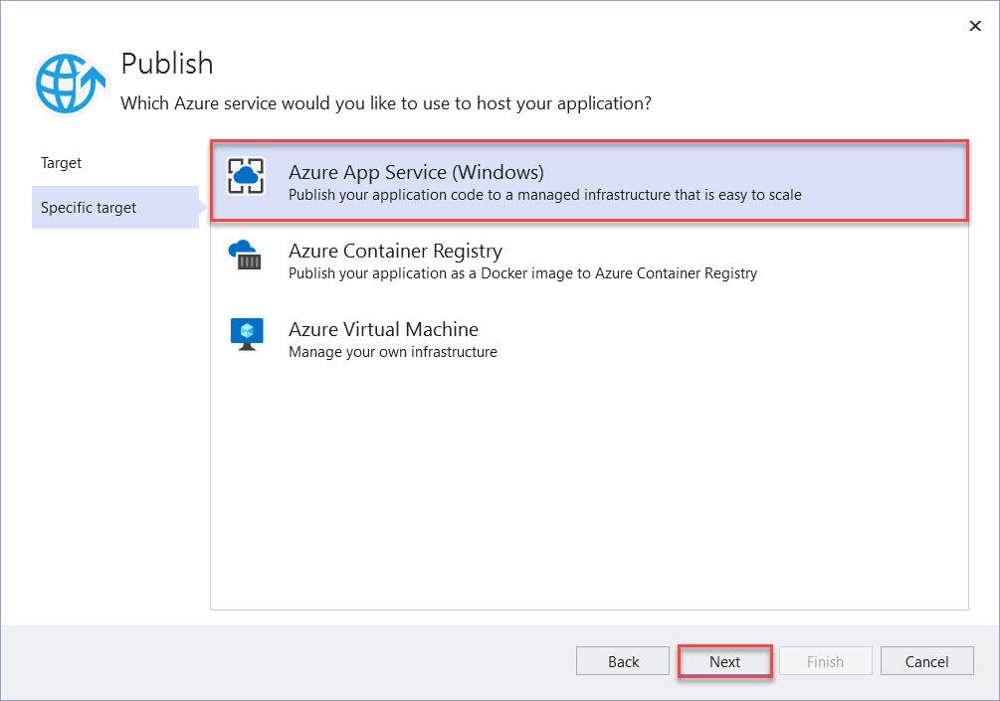 Publish
Which Azure service would you like to use to host your application?
Target
Specific target
Azure App Service (Windows)
Publish your application code to a managed infrastructure that is easy to scale
Azure Container Registry
Publish your application as a Docker image to Azure Container Registry
Azure Virtual Machine
Manage your own infrastructure
Back
Next
Finish
Cancel